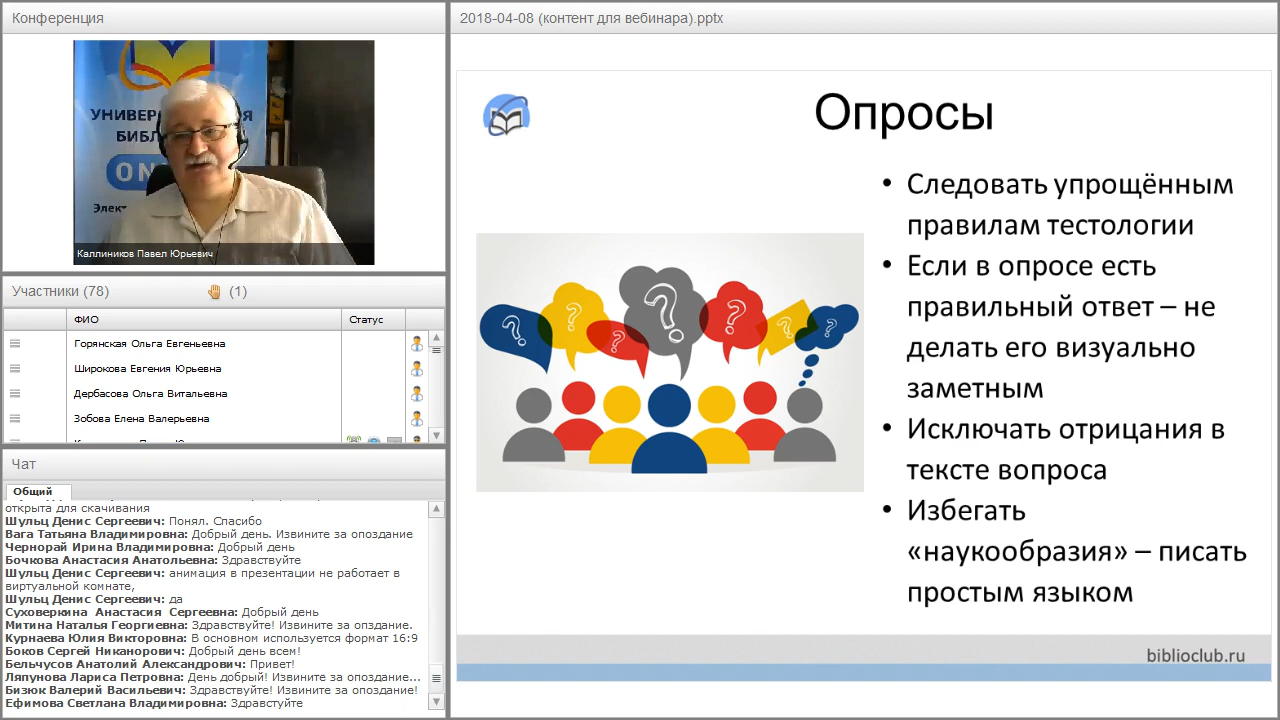 Конференция
УНИВЕР
АЯ
БИБЛ
ON
Элект
Каллиников Павел Юрьевич
Участники (78)
(1)
ФИО
Статус
Горинская Ольга Евгеньевна
Широкова Евгения Юрьевна
Дербасова Ольга Витальевна
Зобова Елена Валерьевна
Чат
Общий
открыта для скачивания
Шульц Денис Сергеевич: Понял. Спасибо
Вага Татьяна Владимировна: Добрый день. Извините за опоздание
Чернорай Ирина Владимировна: Добрый день
Бочкова Анастасия Анатольевна: Здравствуйте
Шульц Денис Сергеевич: анимация в презентации не работает в
виртуальной комнате,
Шульц Денис Сергеевич: да
Суховеркина Анастасия Сергеевна: Добрый день
Митина Наталья Георгиевна: Здравствуйте! Извините за опздание.
Курнаева Юлия Викторовна: В основном используется формат 16:9
Боков Сергей Никанорович: Добрый день всем!
Бельчусов Анатолий Александрович: Привет!
Ляпунова Лариса Петровна: День добрый! Извините за опоздание...
Бизюк Валерий Васильевич: Здравствуйте! Извините за опоздание!
Ефимова Светлана Владимировна: Здравстуйте
2018-04-08 (контент для вебинара).pptx
Опросы
• Следовать упрощённым
правилам тестологии
• Если в опросе есть
правильный ответ – не
делать его визуально
заметным
• Исключать отрицания в
тексте вопроса
• Избегать
«наукообразия» – писать
простым языком
biblioclub.ru